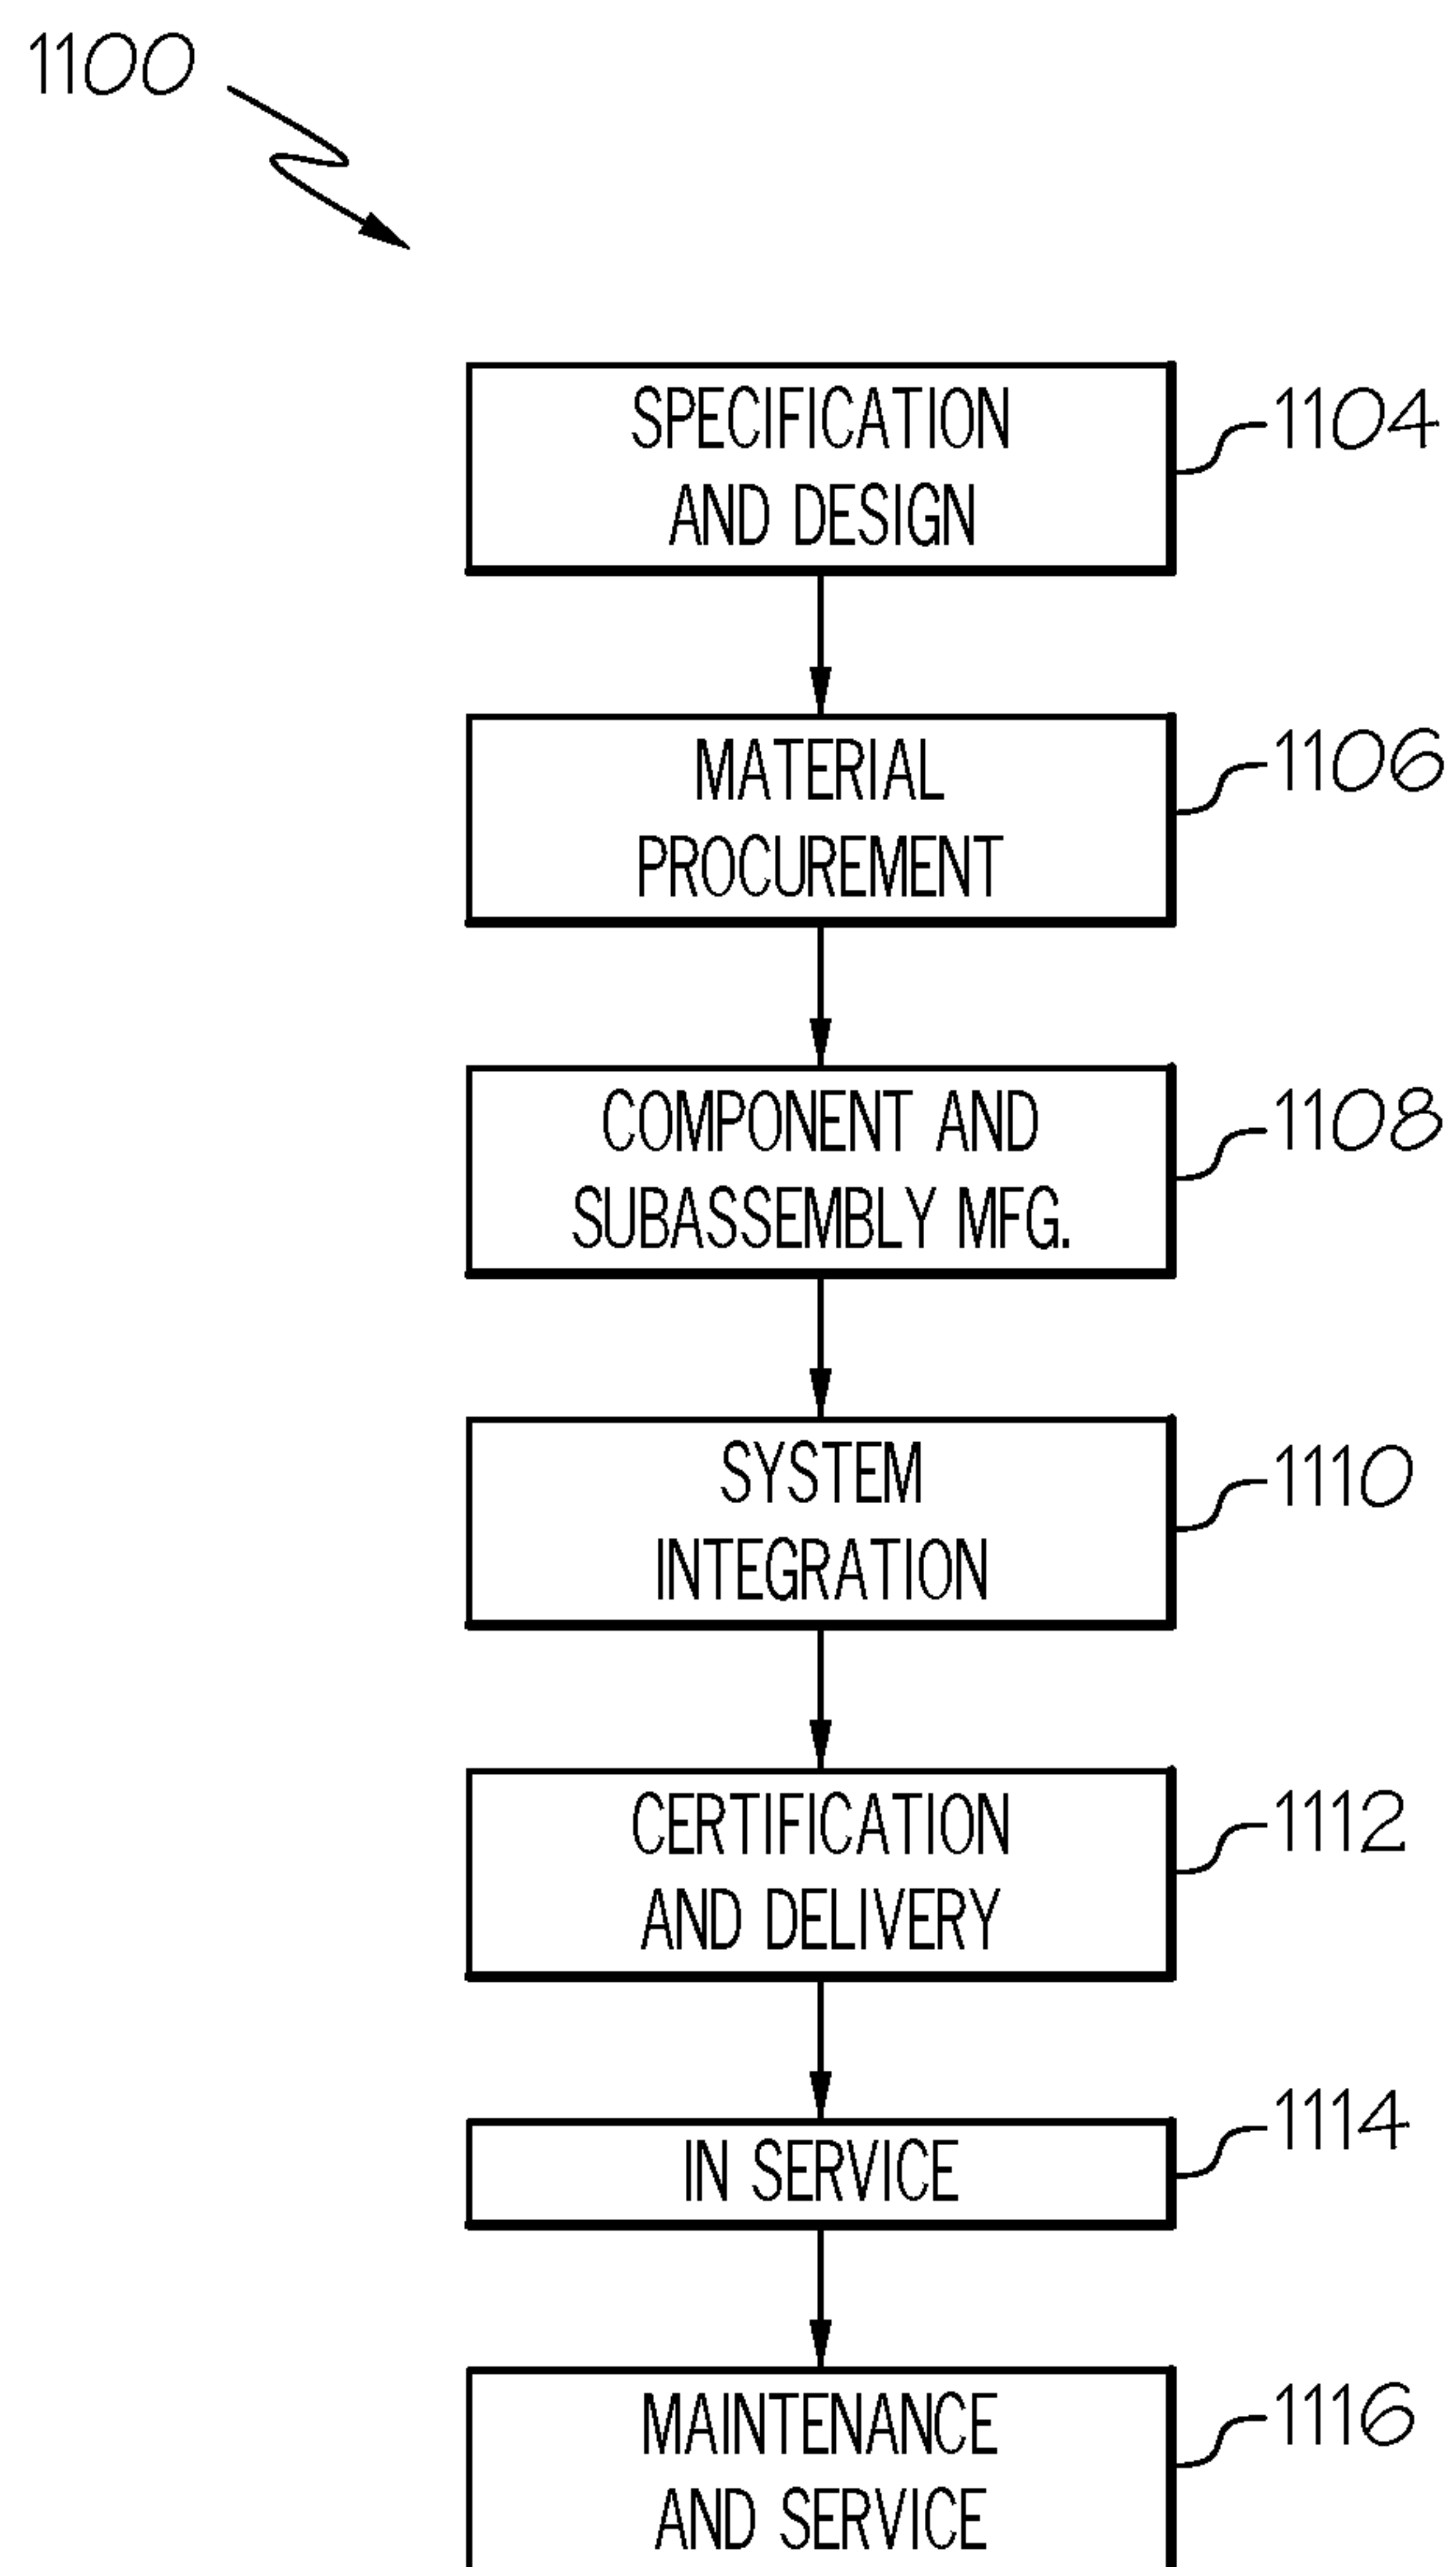 1100
SPECIFICATION
AND DESIGN
1104
MATERIAL
PROCUREMENT
1106
COMPONENT AND
SUBASSEMBLY MFG.
1108
SYSTEM
INTEGRATION
1110
CERTIFICATION
AND DELIVERY
1112
IN SERVICE
1114
MAINTENANCE
AND SERVICE
1116